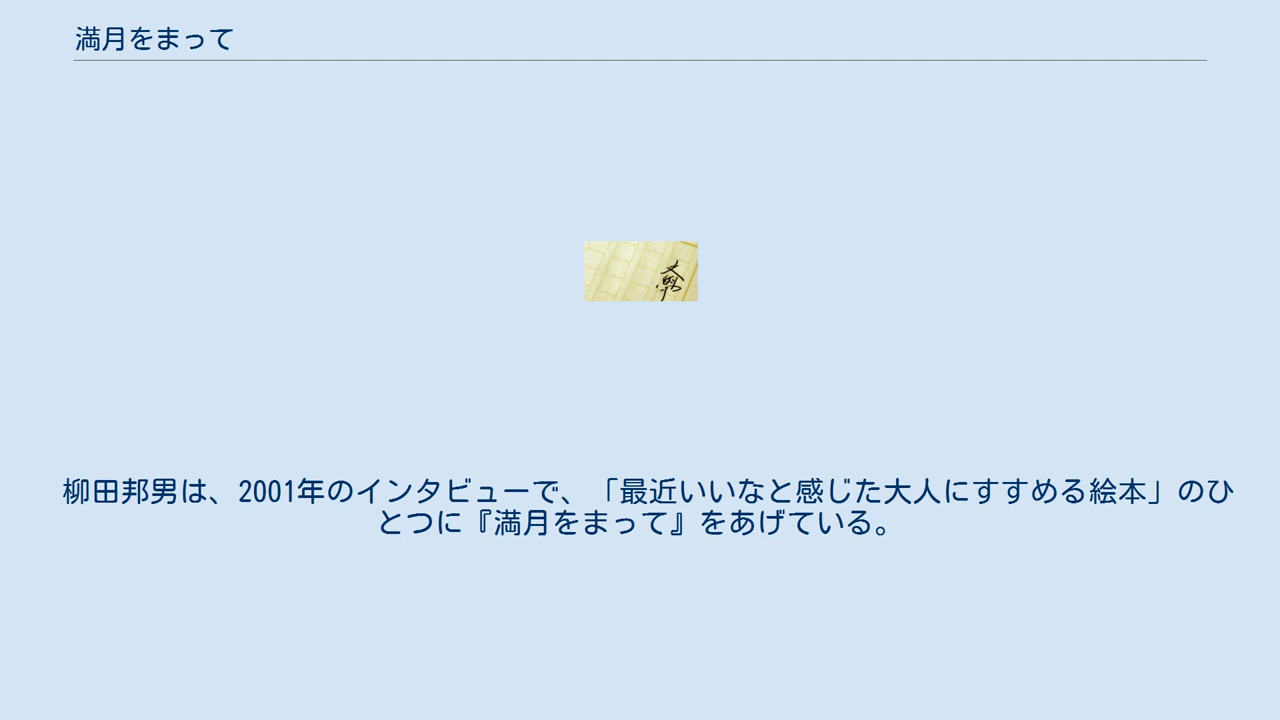 満月をまって
柳田邦男は、2001年のインタビューで、「最近いいなと感じた大人にすすめる絵本」のひ
とつに『満月をまって』をあげている。